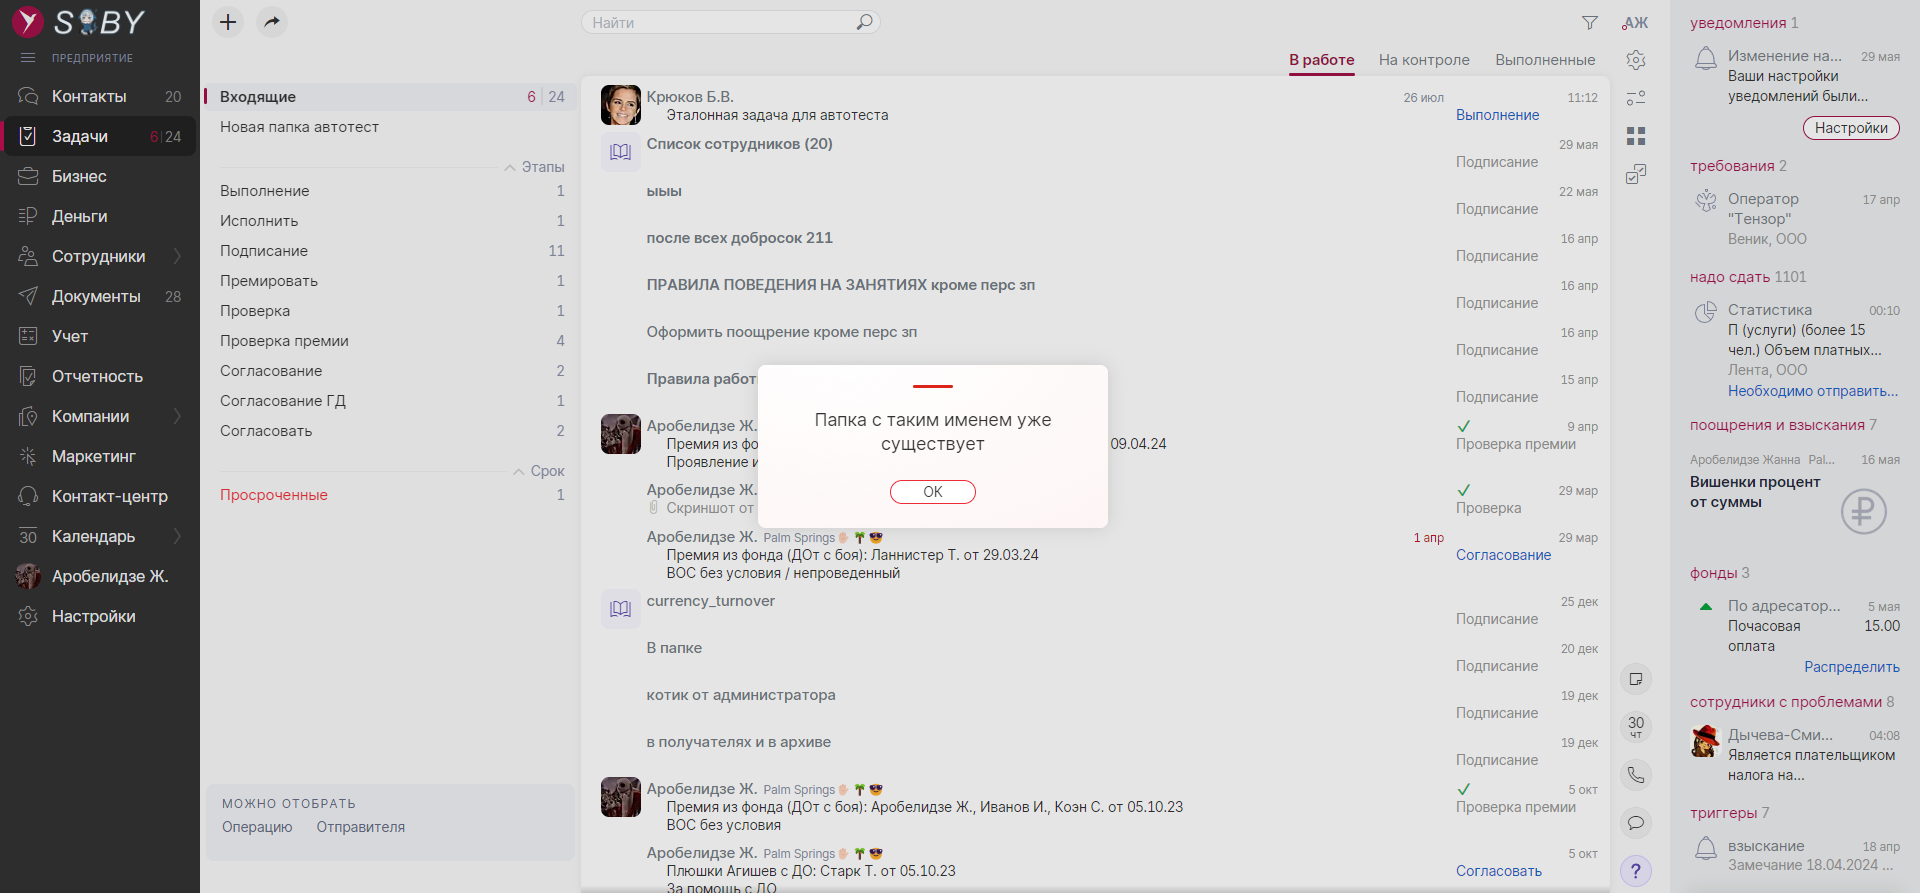 SBY
ПРЕДПРИЯТИЕ
Контакты 20
Задачи 6 24
Бизнес
Деньги
Сотрудники
Документы 28
Учет
Отчетность
Компании
Маркетинг
Контакт-центр
30 Календарь
Аробелидзе Ж.
Настройки
Входящие 6 24
Новая папка автотест
Этапы
Выполнение 1
Исполнить 1
Подписание 11
Премировать 1
Проверка 1
Проверка премии 4
Согласование 2
Согласование ГД 1
Согласовать 2
Срок
Просроченные 1
МОЖНО ОТОБРАТЬ
Операцию Отправителя
Найти
В работе На контроле Выполненные
Крюков Б.В. 26 июл 11:12
Эталонная задача для автотеста Выполнение
Список сотрудников (20) 29 мая
Подписание
ыыы 22 мая
Подписание
после всех добросок 211 16 апр
Подписание
ПРАВИЛА ПОВЕДЕНИЯ НА ЗАНЯТИЯХ кроме перс зп 16 апр
Подписание
Оформить поощрение кроме перс зп 16 апр
Подписание
Правила работ 15 апр
Подписание
Аробелидзе Ж. 9 апр
Премия из фо 09.04.24 Проверка премии
Проявление и
Аробелидзе Ж. 29 мар
Скриншот от Проверка
Аробелидзе Ж. Palm Springs 1 апр 29 мар
Премия из фонда (ДОт с боя): Ланнистер Т. от 29.03.24 Согласование
ВОС без условия / непроведенный
currency_turnover 25 дек
Подписание
В папке 20 дек
Подписание
котик от администратора 19 дек
Подписание
в получателях и в архиве 19 дек
Подписание
Аробелидзе Ж. Palm Springs 5 окт
Премия из фонда (ДОт с боя): Аробелидзе Ж., Иванов И., Коэн С. от 05.10.23 Проверка премии
ВОС без условия
Аробелидзе Ж. Palm Springs 5 окт
Плюшки Агишев с ДО: Старк Т. от 05.10.23 Согласовать
За помощь с ДО
Папка с таким именем уже
существует
ОК
АЖ
30
чт
?
уведомления 1
Изменение на... 29 мая
Ваши настройки
уведомлений были...
Настройки
требования 2
Оператор 17 апр
"Тензор"
Веник, ООО
надо сдать 1101
Статистика 00:10
П (услуги) (более 15
чел.) Объем платных...
Лента, ООО
Необходимо отправить...
поощрения и взыскания 7
Аробелидзе Жанна Pal... 16 мая
Вишенки процент
от суммы
фонды 3
По адресатор... 5 мая
Почасовая 15.00
оплата
Распределить
сотрудники с проблемами 8
Дычева-Сми... 04:08
Является плательщиком
налога на...
триггеры 7
взыскание 18 апр
Замечание 18.04.2024 ...